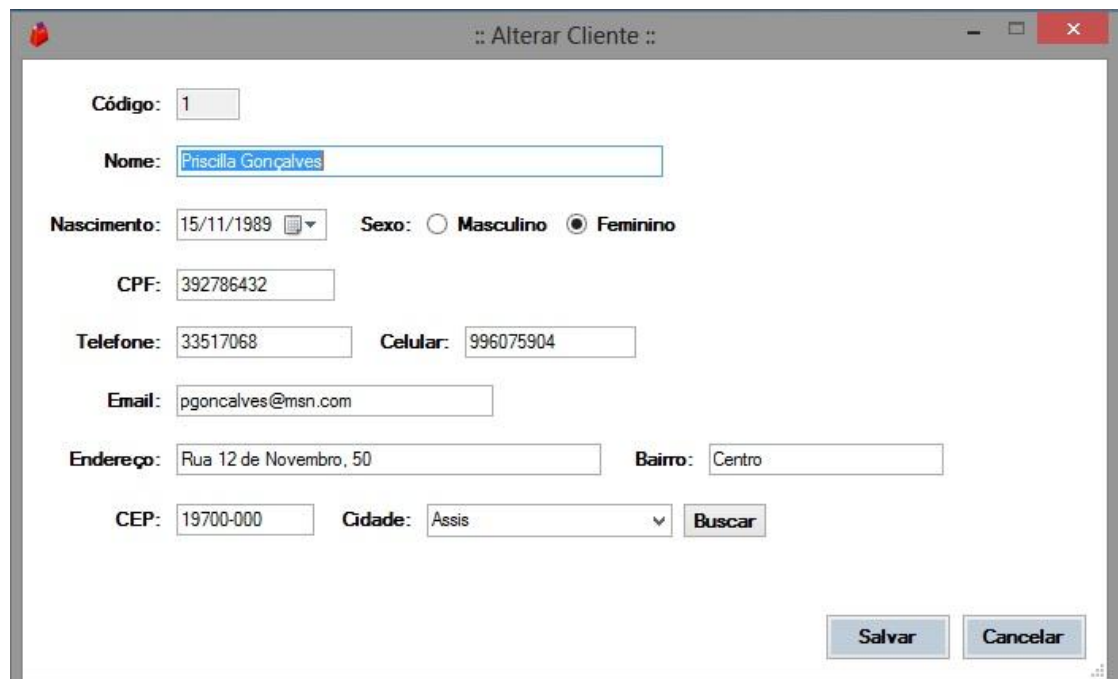 :: Alterar Cliente ::
Código: 1
Nome: Priscilla Gonçalves
Nascimento: 15/11/1989 Sexo: Masculino Feminino
CPF: 392786432
Telefone: 33517068 Celular: 996075904
Email: pgoncalves@msn.com
Endereço: Rua 12 de Novembro, 50 Bairro: Centro
CEP: 19700-000 Cidade: Assis Buscar
Salvar Cancelar